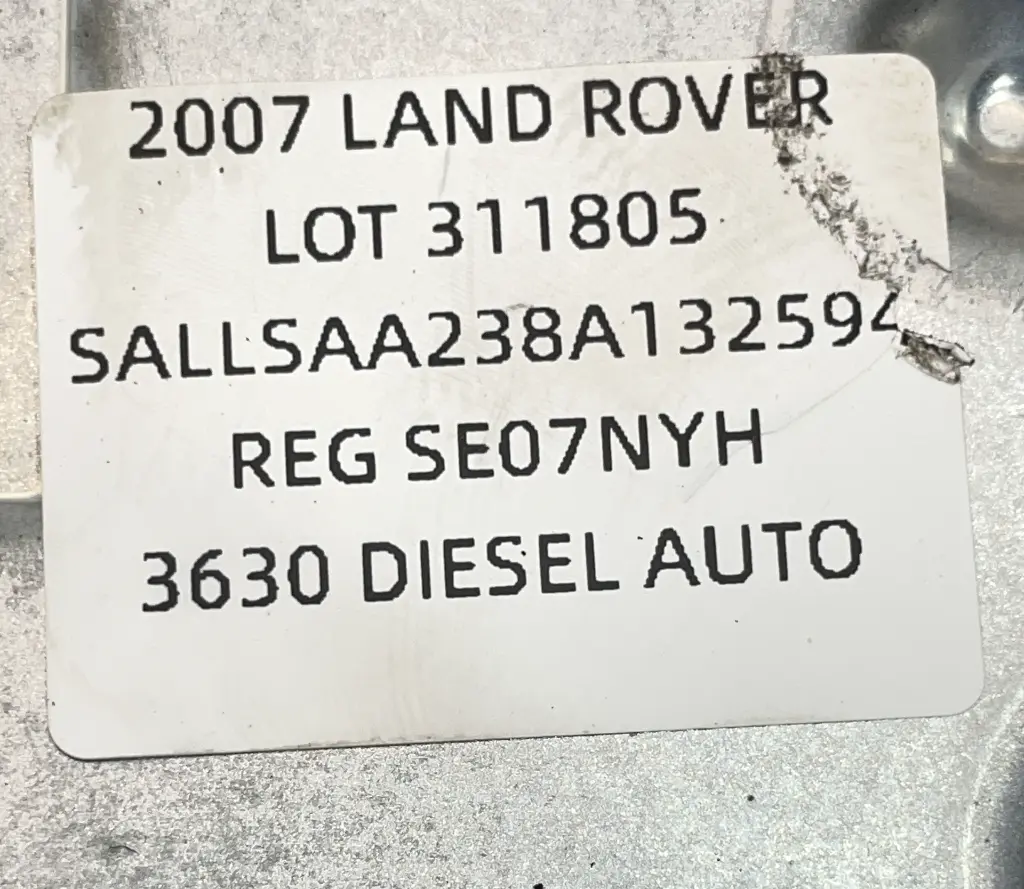 2007 LAND ROVER
LOT 311805
SALLSAA238A132594
REG SE07NYH
3630 DIESEL AUTO